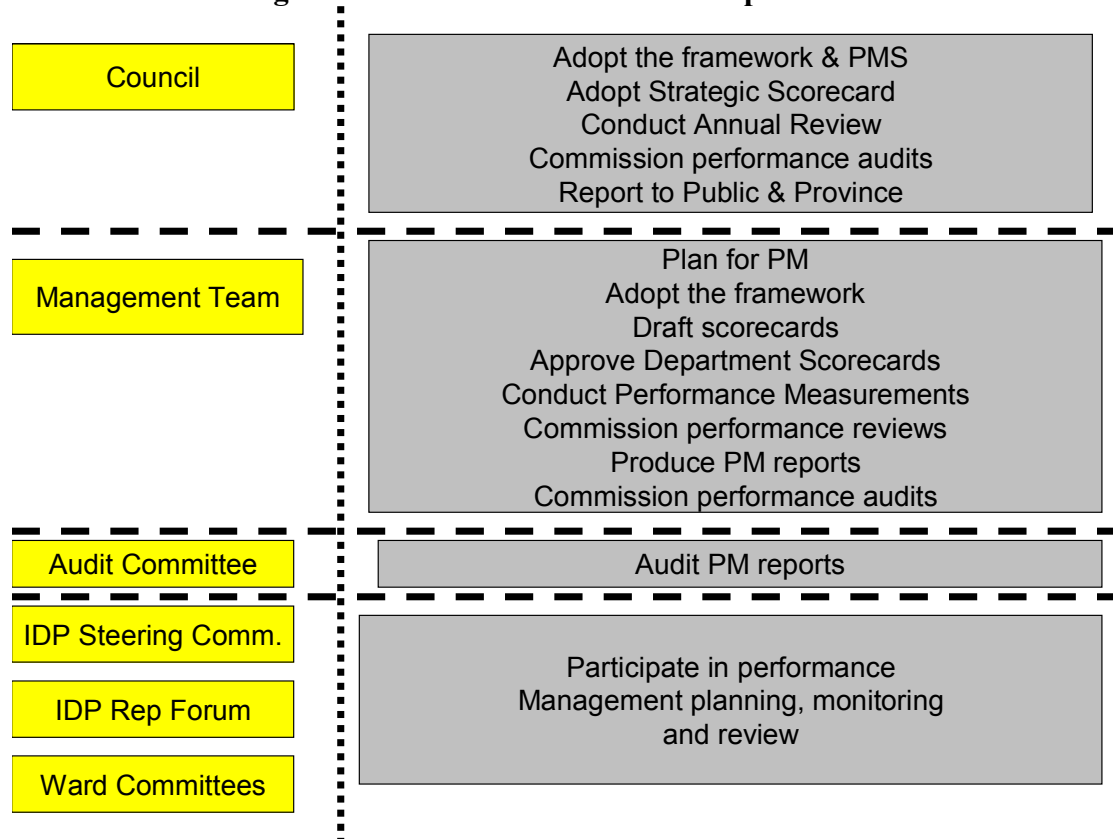 Council
Adopt the framework & PMS
Adopt Strategic Scorecard
Conduct Annual Review
Commission performance audits
Report to Public & Province
Management Team
Plan for PM
Adopt the framework
Draft scorecards
Approve Department Scorecards
Conduct Performance Measurements
Commission performance reviews
Produce PM reports
Commission performance audits
Audit Committee
Audit PM reports
IDP Steering Comm.
IDP Rep Forum
Ward Committees
Participate in performance
Management planning, monitoring
and review